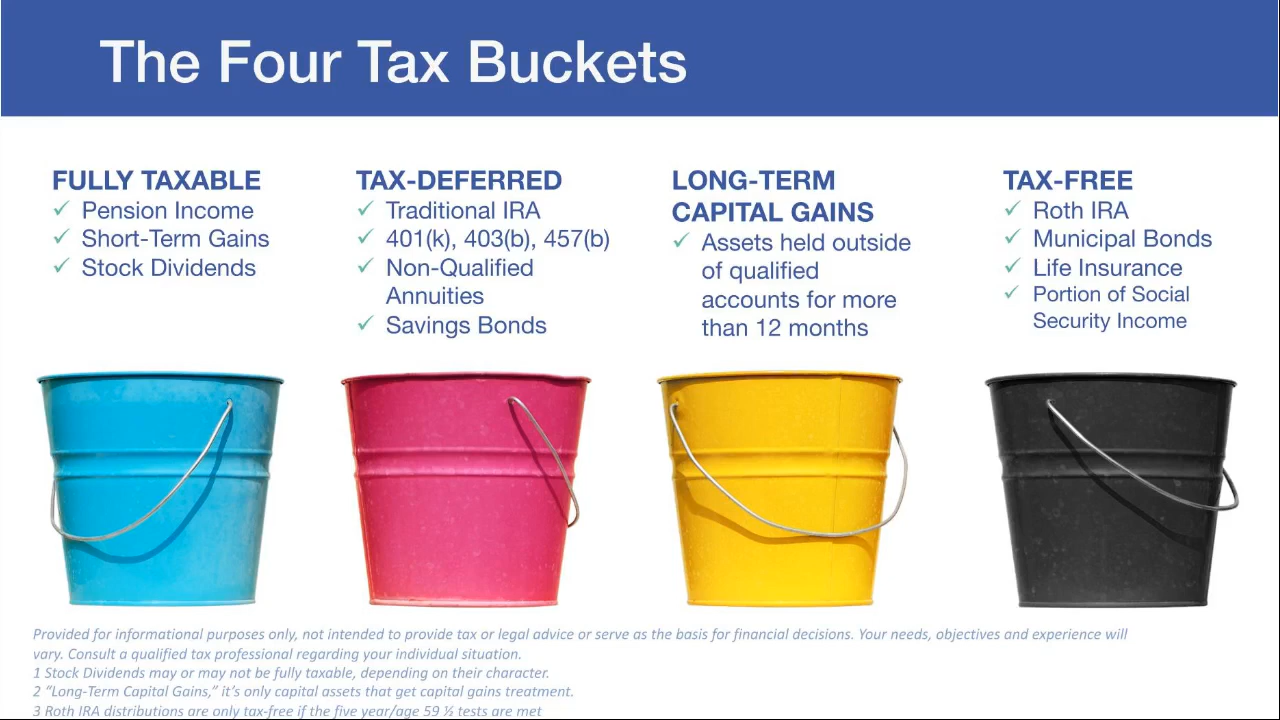 The Four Tax Buckets
FULLY TAXABLE
✓ Pension Income
✓ Short-Term Gains
✓ Stock Dividends
TAX-DEFERRED
✓ Traditional IRA
✓ 401(k), 403(b), 457(b)
✓ Non-Qualified
Annuities
✓ Savings Bonds
LONG-TERM
CAPITAL GAINS
✓ Assets held outside
of qualified
accounts for more
than 12 months
TAX-FREE
✓ Roth IRA
✓ Municipal Bonds
✓ Life Insurance
✓ Portion of Social
Security Income
Provided for informational purposes only, not intended to provide tax or legal advice or serve as the basis for financial decisions. Your needs, objectives and experience will
vary. Consult a qualified tax professional regarding your individual situation.
1 Stock Dividends may or may not be fully taxable, depending on their character.
2 “Long-Term Capital Gains,” it’s only capital assets that get capital gains treatment.
3 Roth IRA distributions are only tax-free if the five year/age 59 ½ tests are met